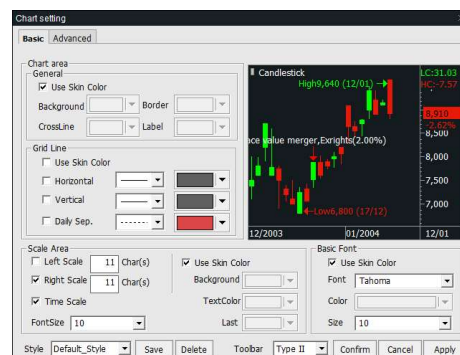 Chart setting
Basic Advanced
Chart area
General
Use Skin Color
Background Border
CrossLine Label
Grid Line
Use Skin Color
Horizontal
Vertical
Daily Sep.
Candlestick
LC:31.03
High9,640 (12/01)
HC:-7.57
8,910
-2.62%
8,500
ace value merger,Exrights(2.00%)
8,000
7,500
Low6,800 (17/12)
7,000
12/2003 01/2004 12/01
Scale Area
Left Scale 11 Char(s)
Right Scale 11 Char(s)
Time Scale
FontSize 10
Use Skin Color
Background
TextColor
Last
Basic Font
Use Skin Color
Font Tahoma
Color
Size 10
Style Default_Style Save Delete Toolbar Type II Confirm Cancel Apply